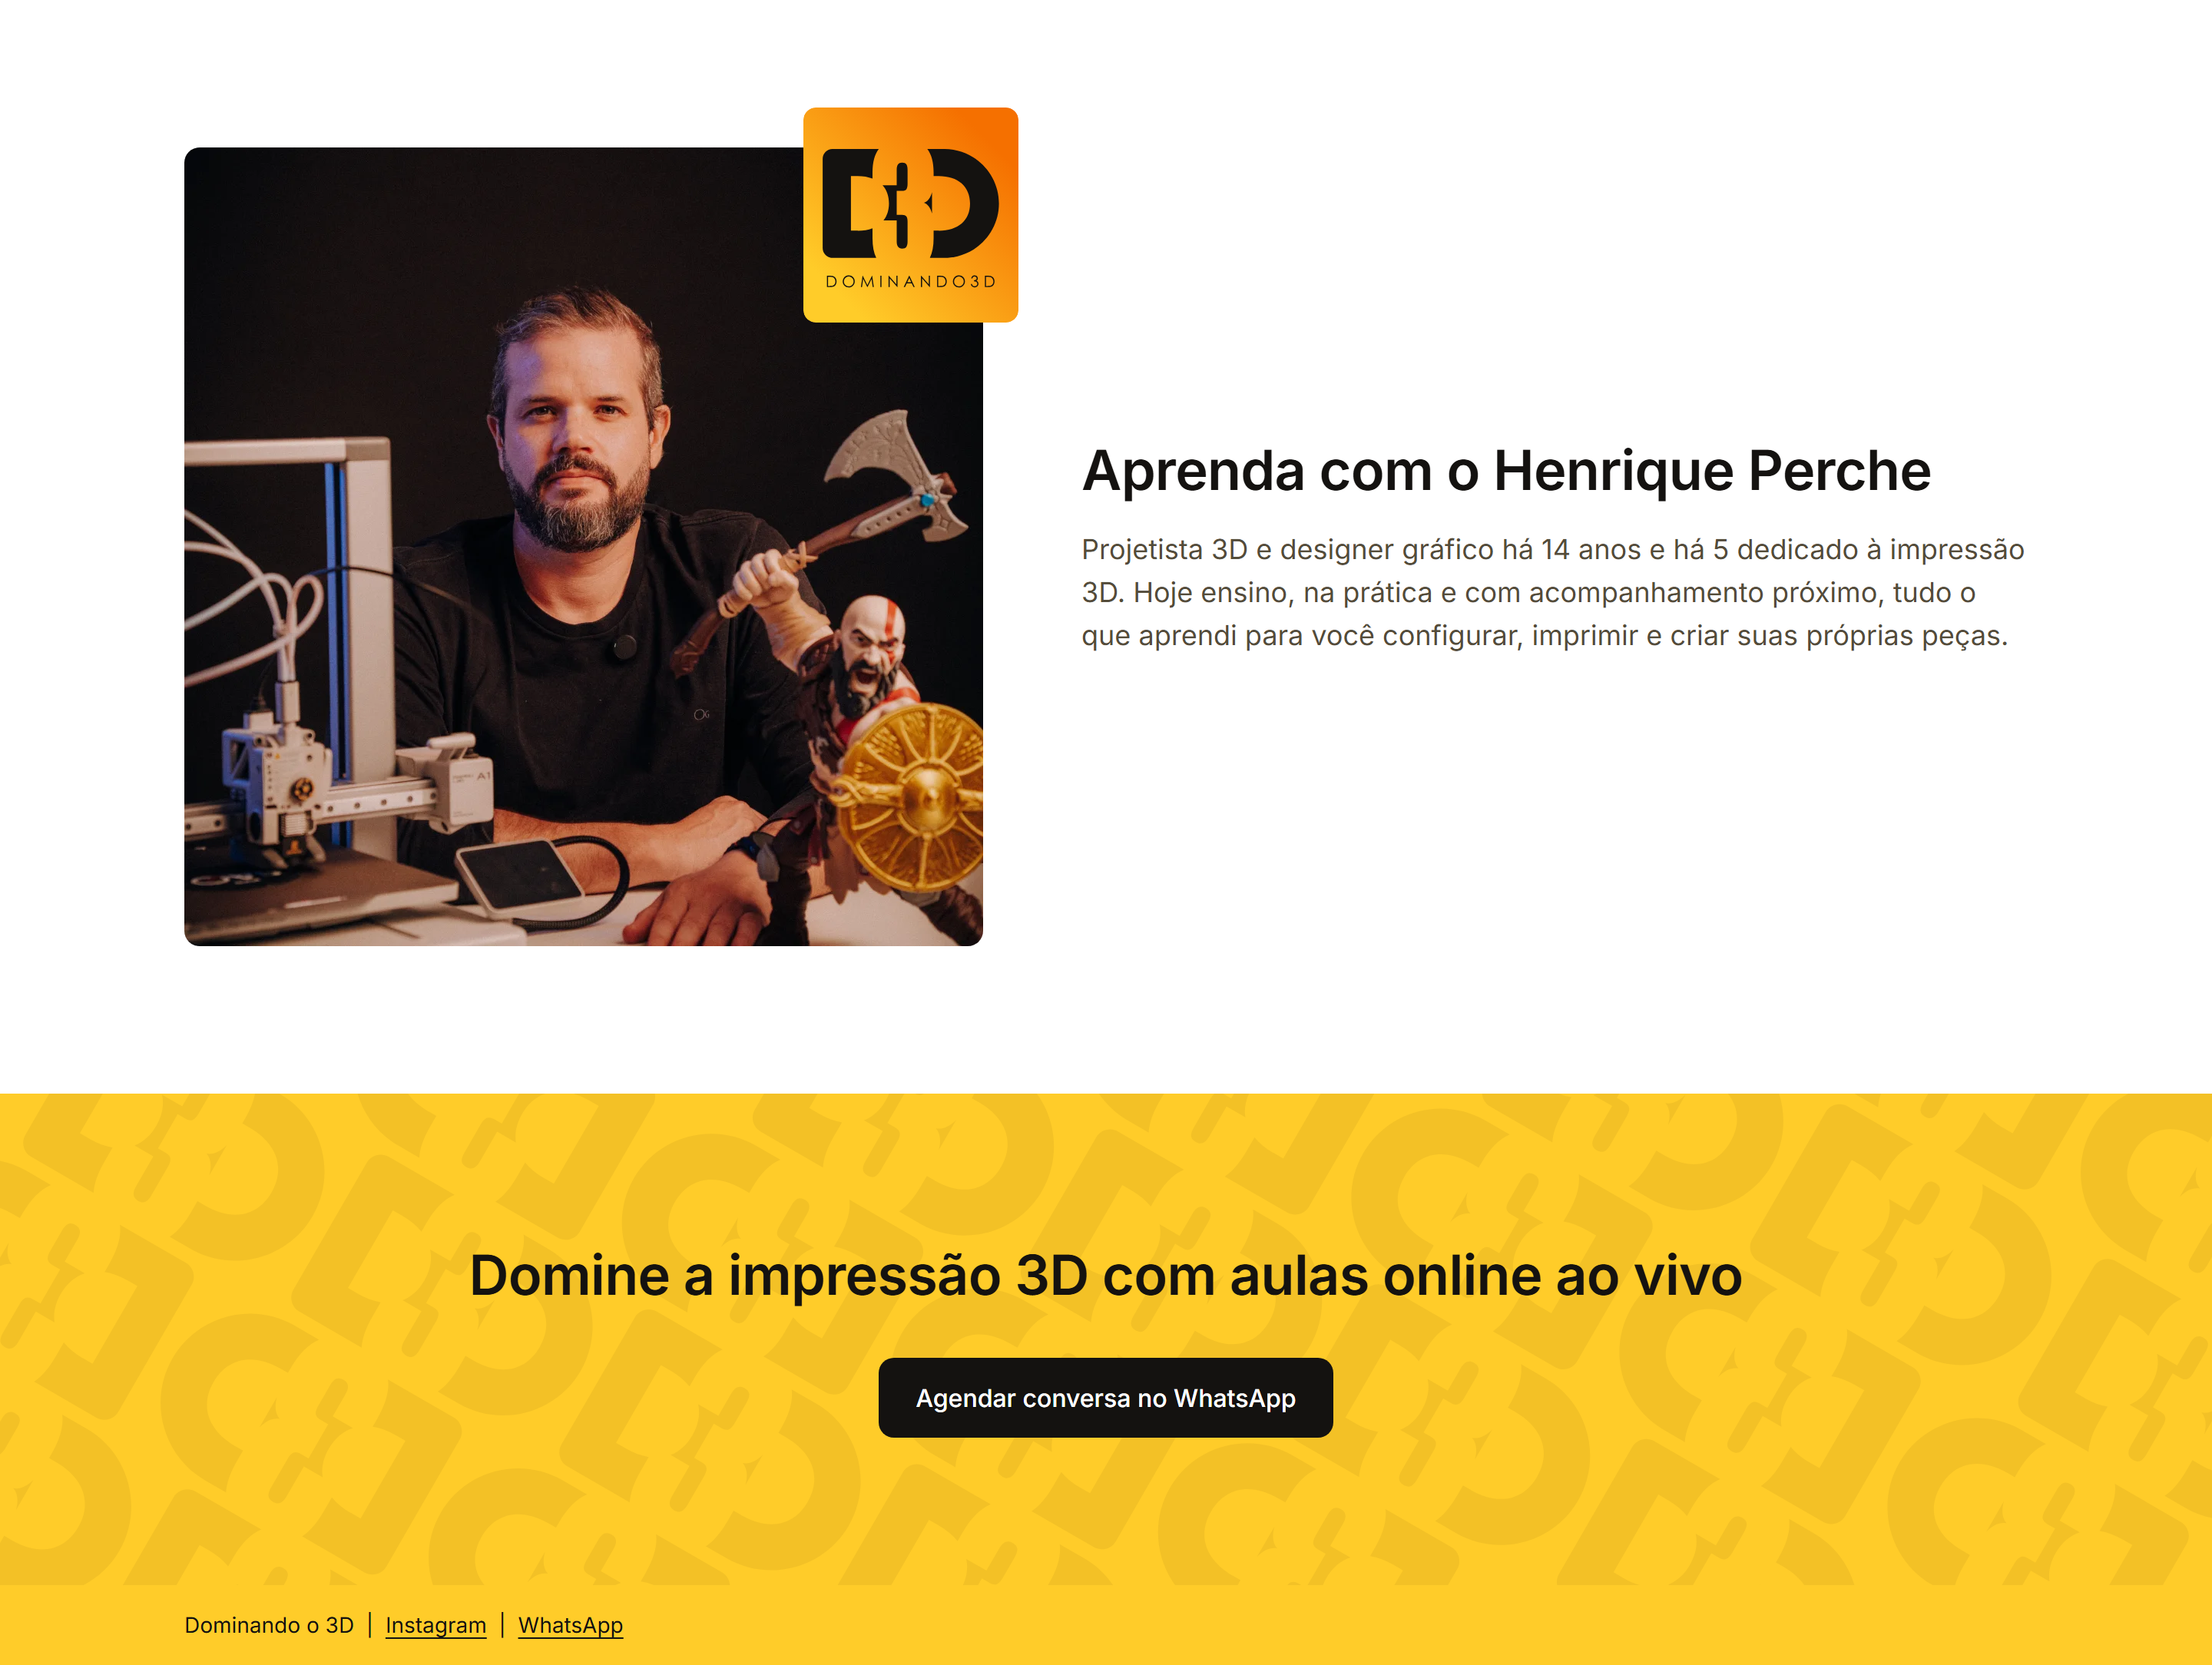 DOMINANDO3D
A1
Aprenda com o Henrique Perche
Projetista 3D e designer gráfico há 14 anos e há 5 dedicado à impressão
3D. Hoje ensino, na prática e com acompanhamento próximo, tudo o
que aprendi para você configurar, imprimir e criar suas próprias peças.
Domine a impressão 3D com aulas online ao vivo
Agendar conversa no WhatsApp
Dominando o 3D | Instagram | WhatsApp